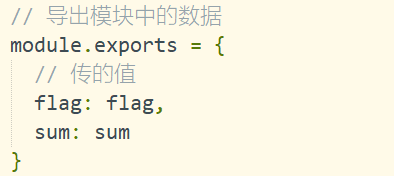 // 导出模块中的数据
module.exports = {
  // 传的值
  flag: flag,
  sum: sum
}